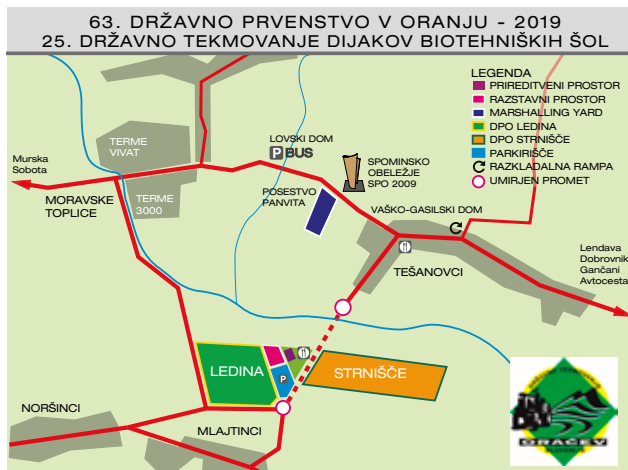 63. DRŽAVNO PRVENSTVO V ORANJU - 2019
25. DRŽAVNO TEKMOVANJE DIJAKOV BIOTEHNIŠKIH ŠOL
LEGENDA
PRIREDITVENI PROSTOR
RAZSTAVNI PROSTOR
MARSHALLING YARD
DPO LEDINA
DPO STRNIŠČE
PARKIRIŠČE
RAZKLADALNA RAMPA
UMIRJEN PROMET
TERME
VIVAT
LOVSKI DOM
P BUS
Murska
Sobota
SPOMINSKO
OBELEŽJE
SPO 2009
MORAVSKE
TOPLICE
TERME
3000
POSESTVO
PANVITA
VAŠKO-GASILSKI DOM
TEŠANOVCI
Lendava
Dobrovnik
Gančani
Avtocesta
LEDINA
P
STRNIŠČE
NORŠINCI
MLAJTINCI
ORAČEV